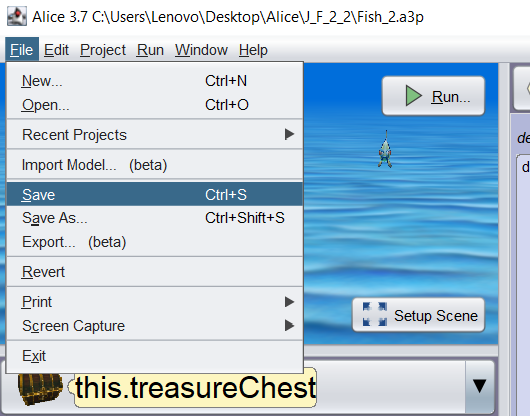 Alice 3.7 C:\Users\Lenovo\Desktop\Alice\J_F_2_2\Fish_2.a3p
File Edit Project Run Window Help
New... Ctrl+N
Open... Ctrl+O
Recent Projects
Import Model... (beta)
Save Ctrl+S
Save As... Ctrl+Shift+S
Export... (beta)
Revert
Print
Screen Capture
Exit
Run...
Setup Scene
this.treasureChest